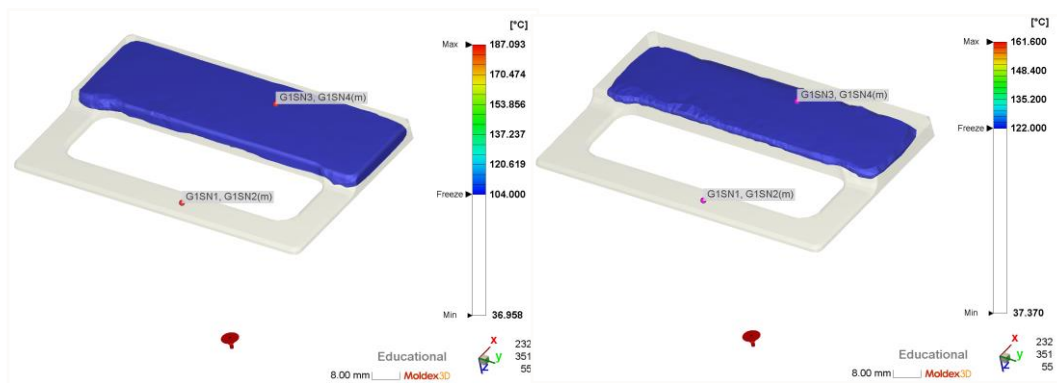 [°C]
Max 187.093
170.474
153.856
137.237
120.619
Freeze 104.000
Min 36.958
G1SN3, G1SN4(m)
G1SN1, G1SN2(m)
Educational
8.00 mm Moldex3D
x
y
z
232
351
55
[°C]
Max 161.600
148.400
135.200
Freeze 122.000
Min 37.370
G1SN3, G1SN4(m)
G1SN1, G1SN2(m)
Educational
8.00 mm Moldex3D
x
y
z
232
351
55